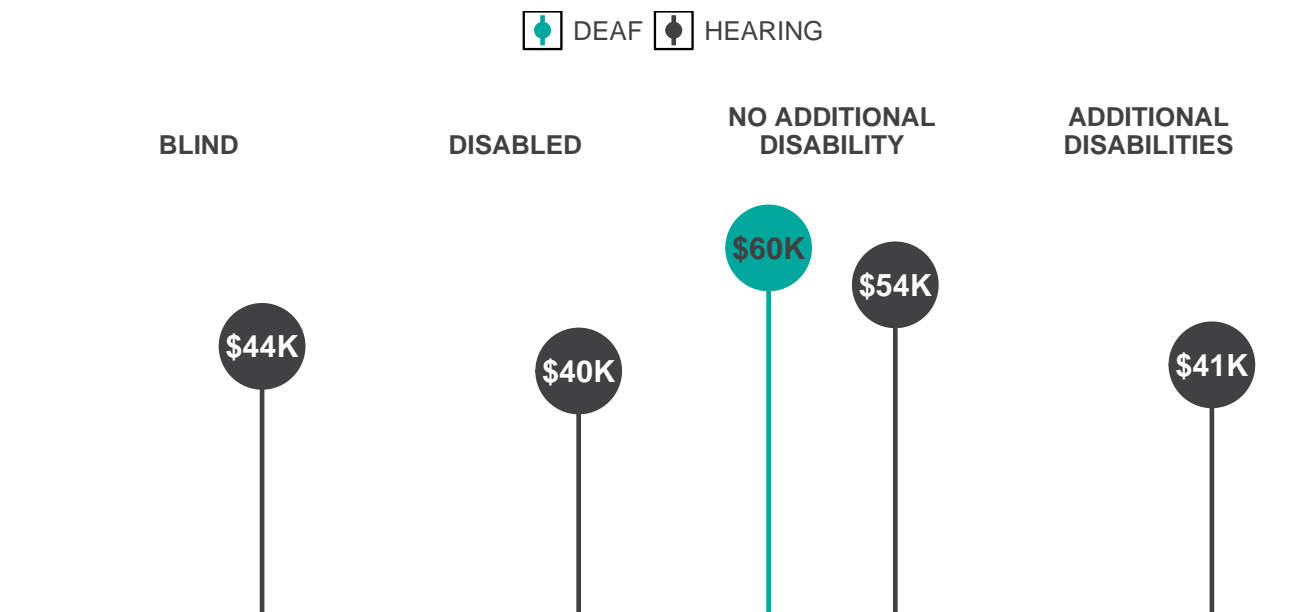 DEAF HEARING
BLIND
DISABLED
NO ADDITIONAL
DISABILITY
ADDITIONAL
DISABILITIES
$60K
$54K
$44K
$40K
$41K